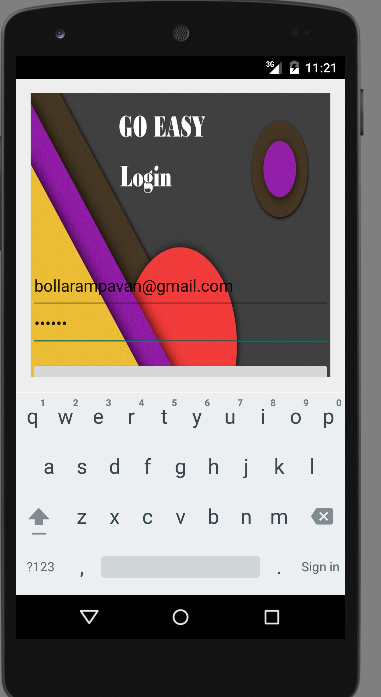 3G 11:21
GO EASY
Login
bollarampavan@gmail.com
••••••
1 2 3 4 5 6 7 8 9 0
q w e r t y u i o p
a s d f g h j k l
z x c v b n m
?123 , . Sign in